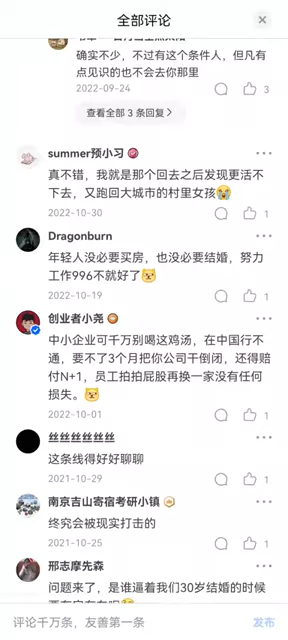 全部评论
确实不少，不过有这个条件人，但凡有
点见识的也不会去你那里
2022-09-24
3
查看全部 3 条回复
summer预小习
真不错，我就是那个回去之后发现更活不
下去，又跑回大城市的村里女孩😭
2022-10-30
1
Dragonburn
年轻人没必要买房，也没必要结婚，努力
工作996不就好了
2022-10-19
1
创业者小尧
中小企业可千万别喝这鸡汤，在中国行不
通，要不了3个月把你公司干倒闭，还得赔
付N+1，员工拍拍屁股再换一家没有任何
损失。
2022-10-01
2
丝丝丝丝丝丝
这条线得好好聊聊
2021-10-29
1
南京吉山寄宿考研小镇
终究会被现实打击的
2021-10-25
1
邢志摩先森
问题来了，是谁逼着我们30岁结婚的时候
评论千万条，友善第一条
发布